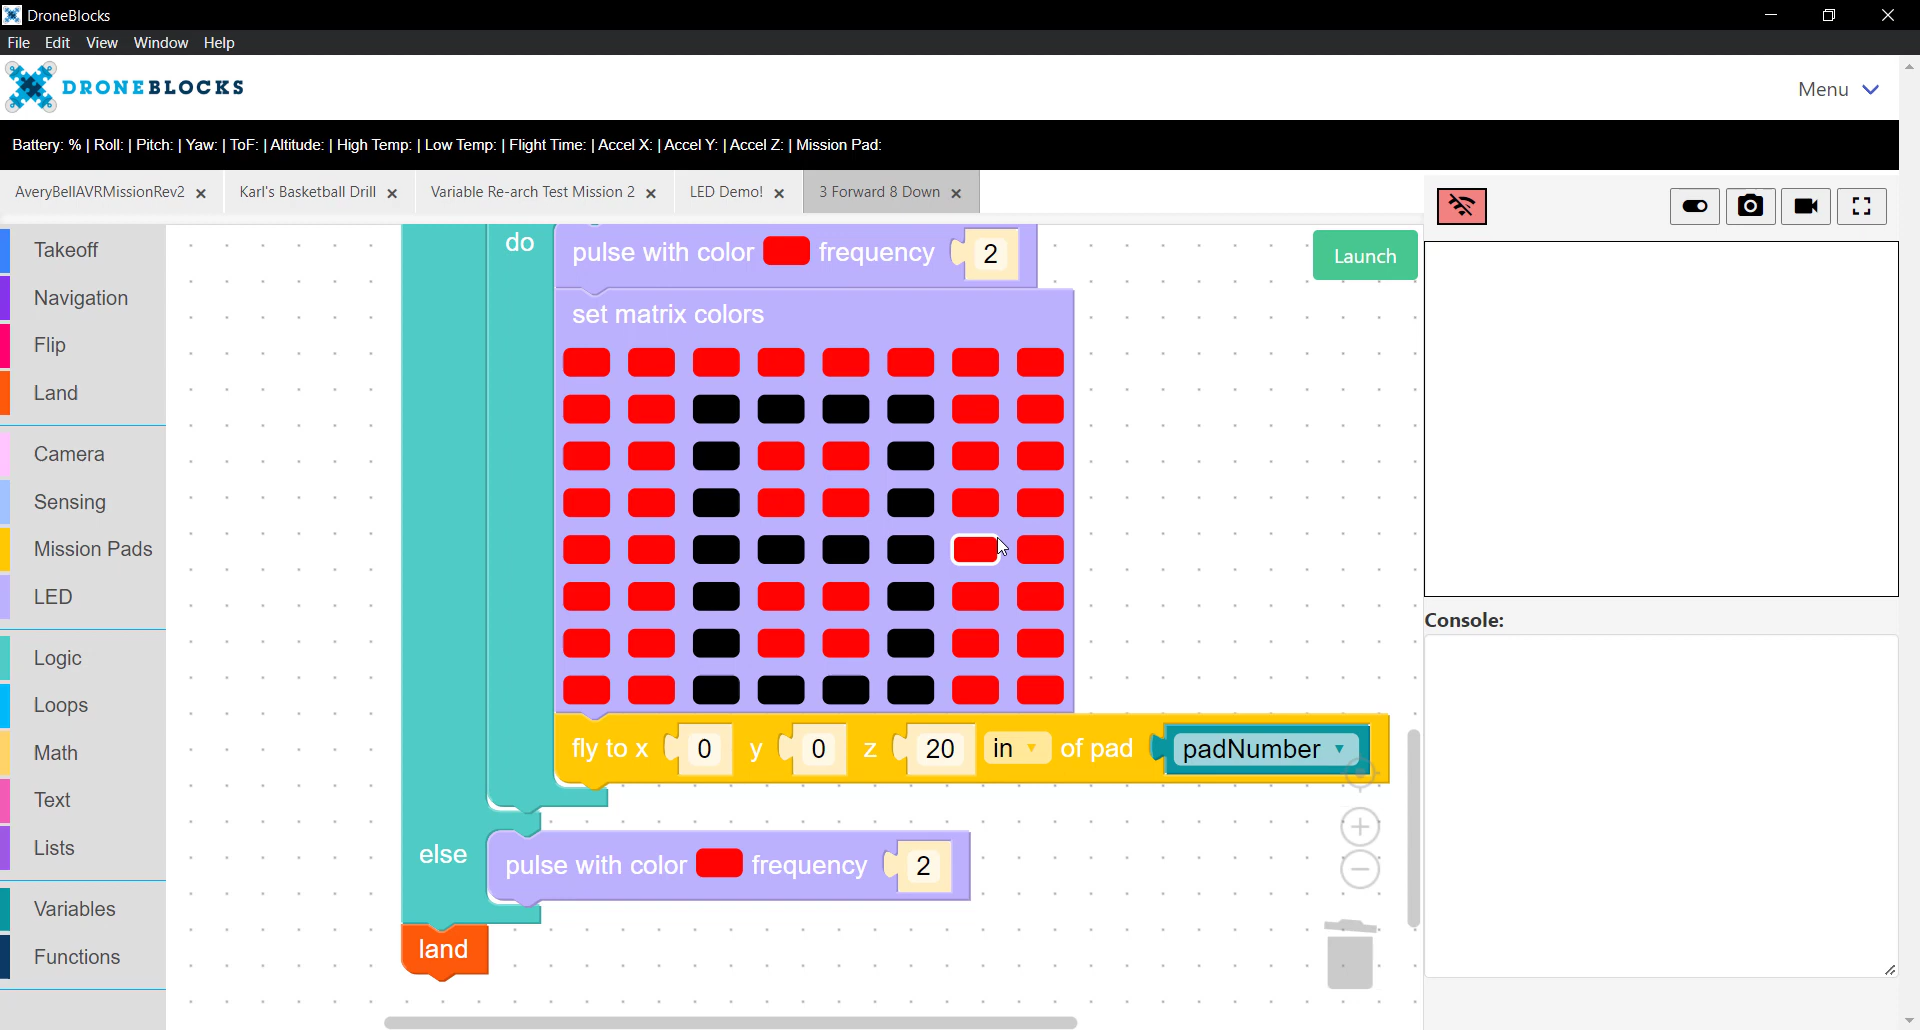 DroneBlocks
File Edit View Window Help
DRONEBLOCKS
Menu
Battery: % | Roll: | Pitch: | Yaw: | ToF: | Altitude: | High Temp: | Low Temp: | Flight Time: | Accel X: | Accel Y: | Accel Z: | Mission Pad:
AveryBellAVRMissionRev2 Karl's Basketball Drill Variable Re-arch Test Mission 2 LED Demo! 3 Forward 8 Down
Takeoff
Navigation
Flip
Land
Camera
Sensing
Mission Pads
LED
Logic
Loops
Math
Text
Lists
Variables
Functions
do
pulse with color frequency 2
set matrix colors
fly to x 0 y 0 z 20 in of pad padNumber
else
pulse with color frequency 2
land
Launch
Console: